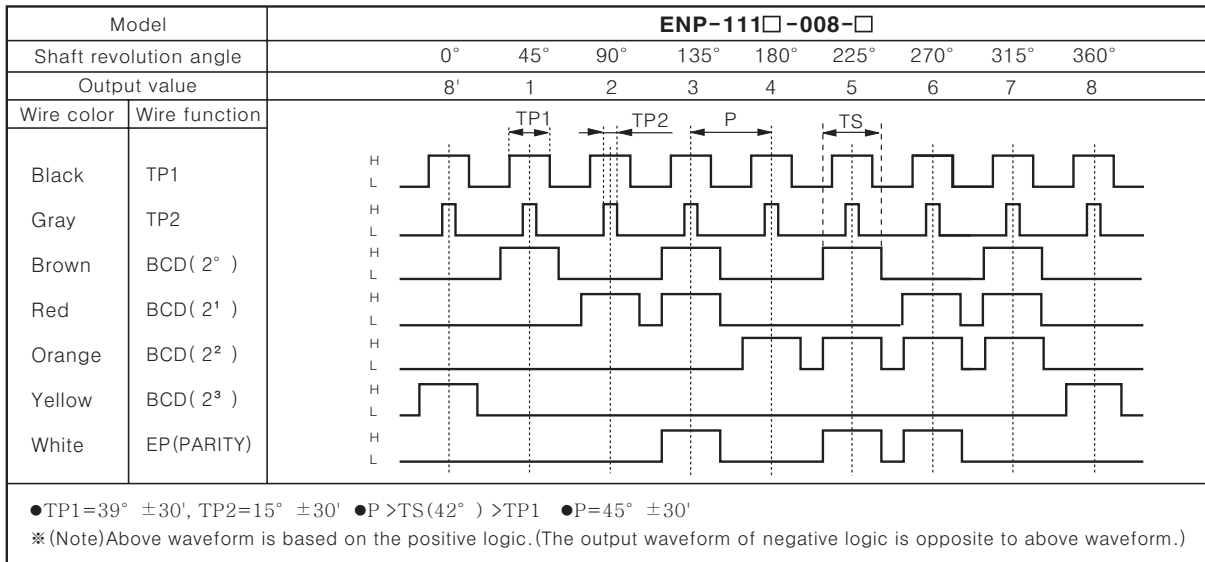 Model ENP-111□-008-□
Shaft revolution angle 0° 45° 90° 135° 180° 225° 270° 315° 360°
Output value 8' 1 2 3 4 5 6 7 8
Wire color Wire function TP1 TP2 P TS
Black TP1 H L
Gray TP2 H L
Brown BCD( 2° ) H L
Red BCD( 2¹ ) H L
Orange BCD( 2² ) H L
Yellow BCD( 2³ ) H L
White EP(PARITY) H L
●TP1=39° ±30', TP2=15° ±30' ●P >TS(42° ) >TP1 ●P=45° ±30'
※(Note)Above waveform is based on the positive logic.(The output waveform of negative logic is opposite to above waveform.)